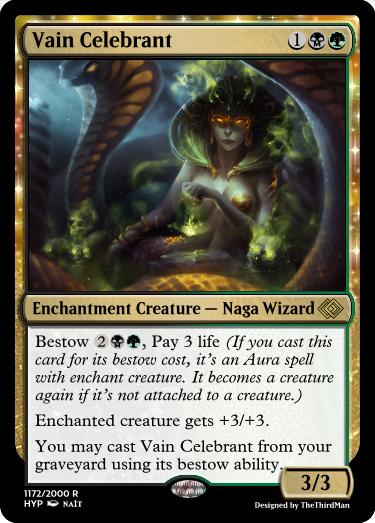 Vain Celebrant 1
Enchantment Creature — Naga Wizard
Bestow 2, Pay 3 life (If you cast this
card for its bestow cost, it's an Aura spell
with enchant creature. It becomes a creature
again if it's not attached to a creature.)
Enchanted creature gets +3/+3.
You may cast Vain Celebrant from your
graveyard using its bestow ability.
3/3
1172/2000 R
HYP NAÏT
Designed by TheThirdMan